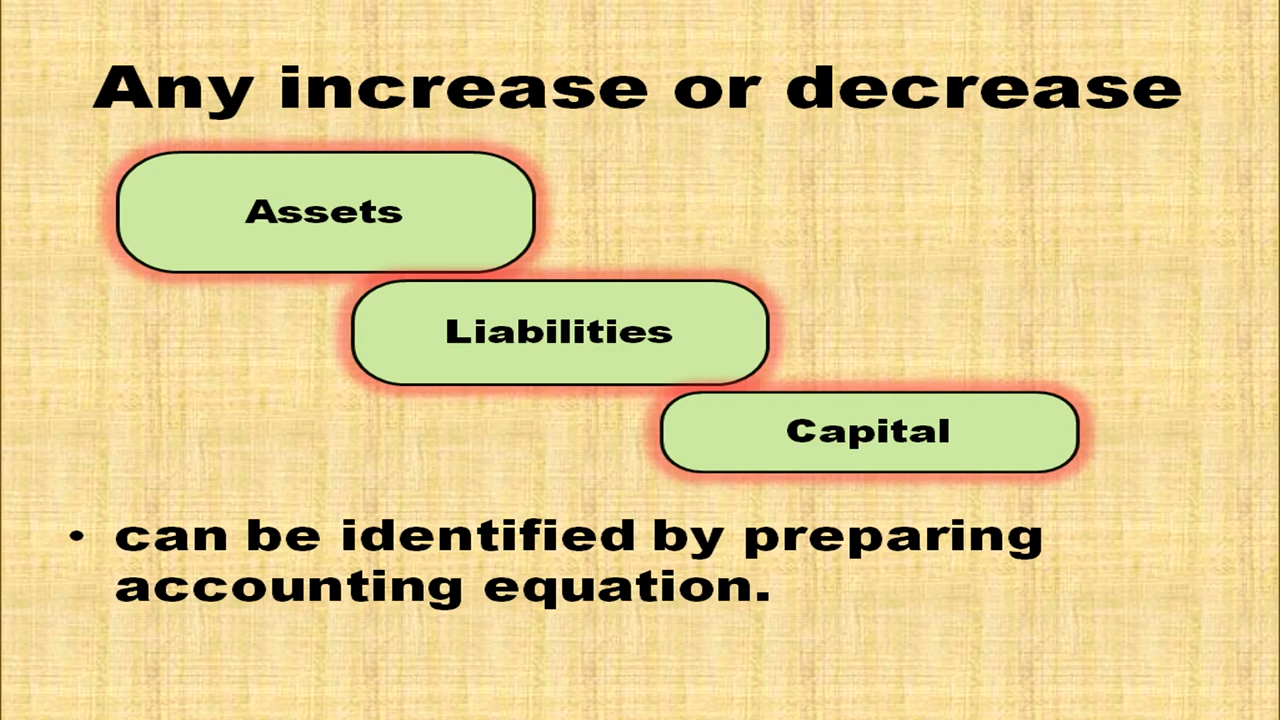 Any increase or decrease
Assets
Liabilities
Capital
• can be identified by preparing
accounting equation.